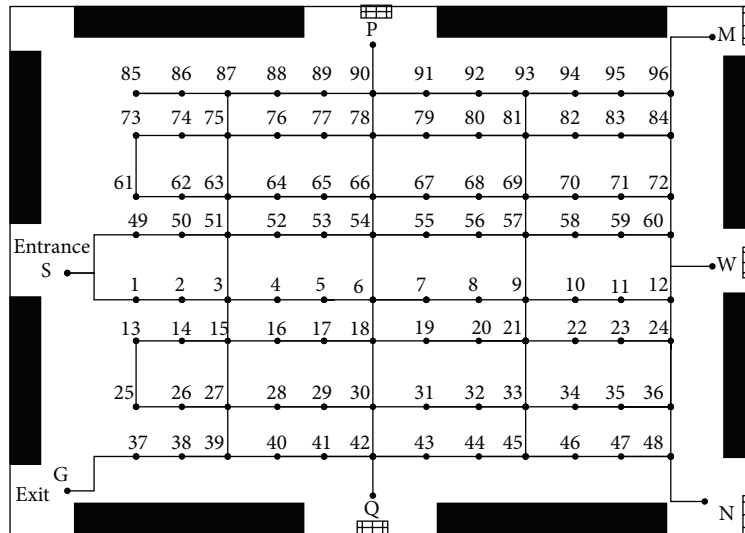 P
M
85 86 87 88 89 90 91 92 93 94 95 96
73 74 75 76 77 78 79 80 81 82 83 84
61 62 63 64 65 66 67 68 69 70 71 72
49 50 51 52 53 54 55 56 57 58 59 60
Entrance
S
W
1 2 3 4 5 6 7 8 9 10 11 12
13 14 15 16 17 18 19 20 21 22 23 24
25 26 27 28 29 30 31 32 33 34 35 36
37 38 39 40 41 42 43 44 45 46 47 48
G
Exit
Q
N